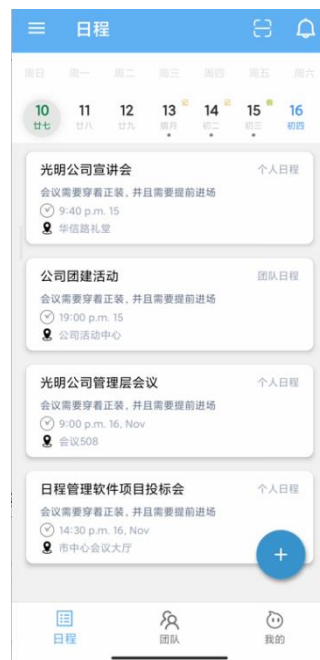 日程
周日 周一 周二 周三 周四 周五 周六
10 11 12 13 14 15 16
廿七 廿八 廿九 朔月 初二 初三 初四
光明公司宣讲会 个人日程
会议需要穿着正装，并且需要提前进场
9:40 p.m. 15
华信路礼堂
公司团建活动 团队日程
会议需要穿着正装，并且需要提前进场
19:00 p.m. 15
公司活动中心
光明公司管理层会议 个人日程
会议需要穿着正装，并且需要提前进场
9:00 p.m. 16, Nov
会议508
日程管理软件项目投标会 个人日程
会议需要穿着正装，并且需要提前进场
14:30 p.m. 16, Nov
市中心会议大厅
+
日程 团队 我的